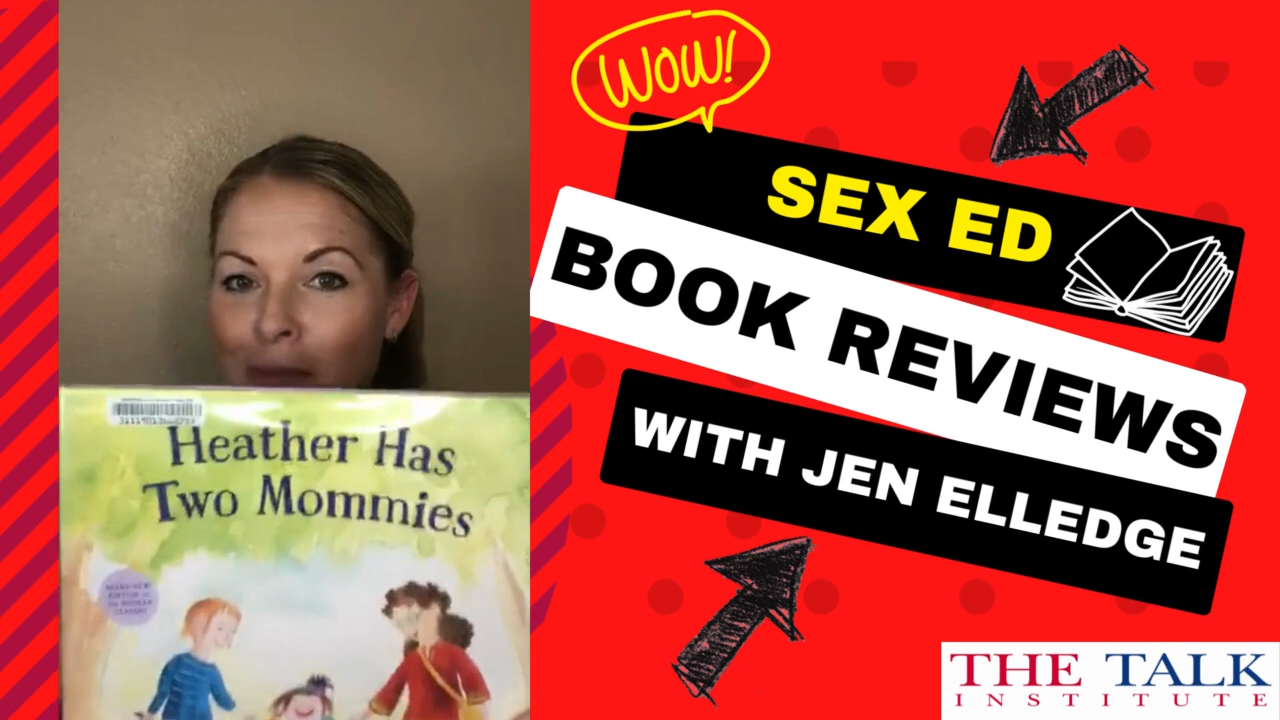 Heather Has
Two Mommies
WOW!
SEX ED
BOOK REVIEWS
WITH JEN ELLEDGE
THE TALK
INSTITUTE